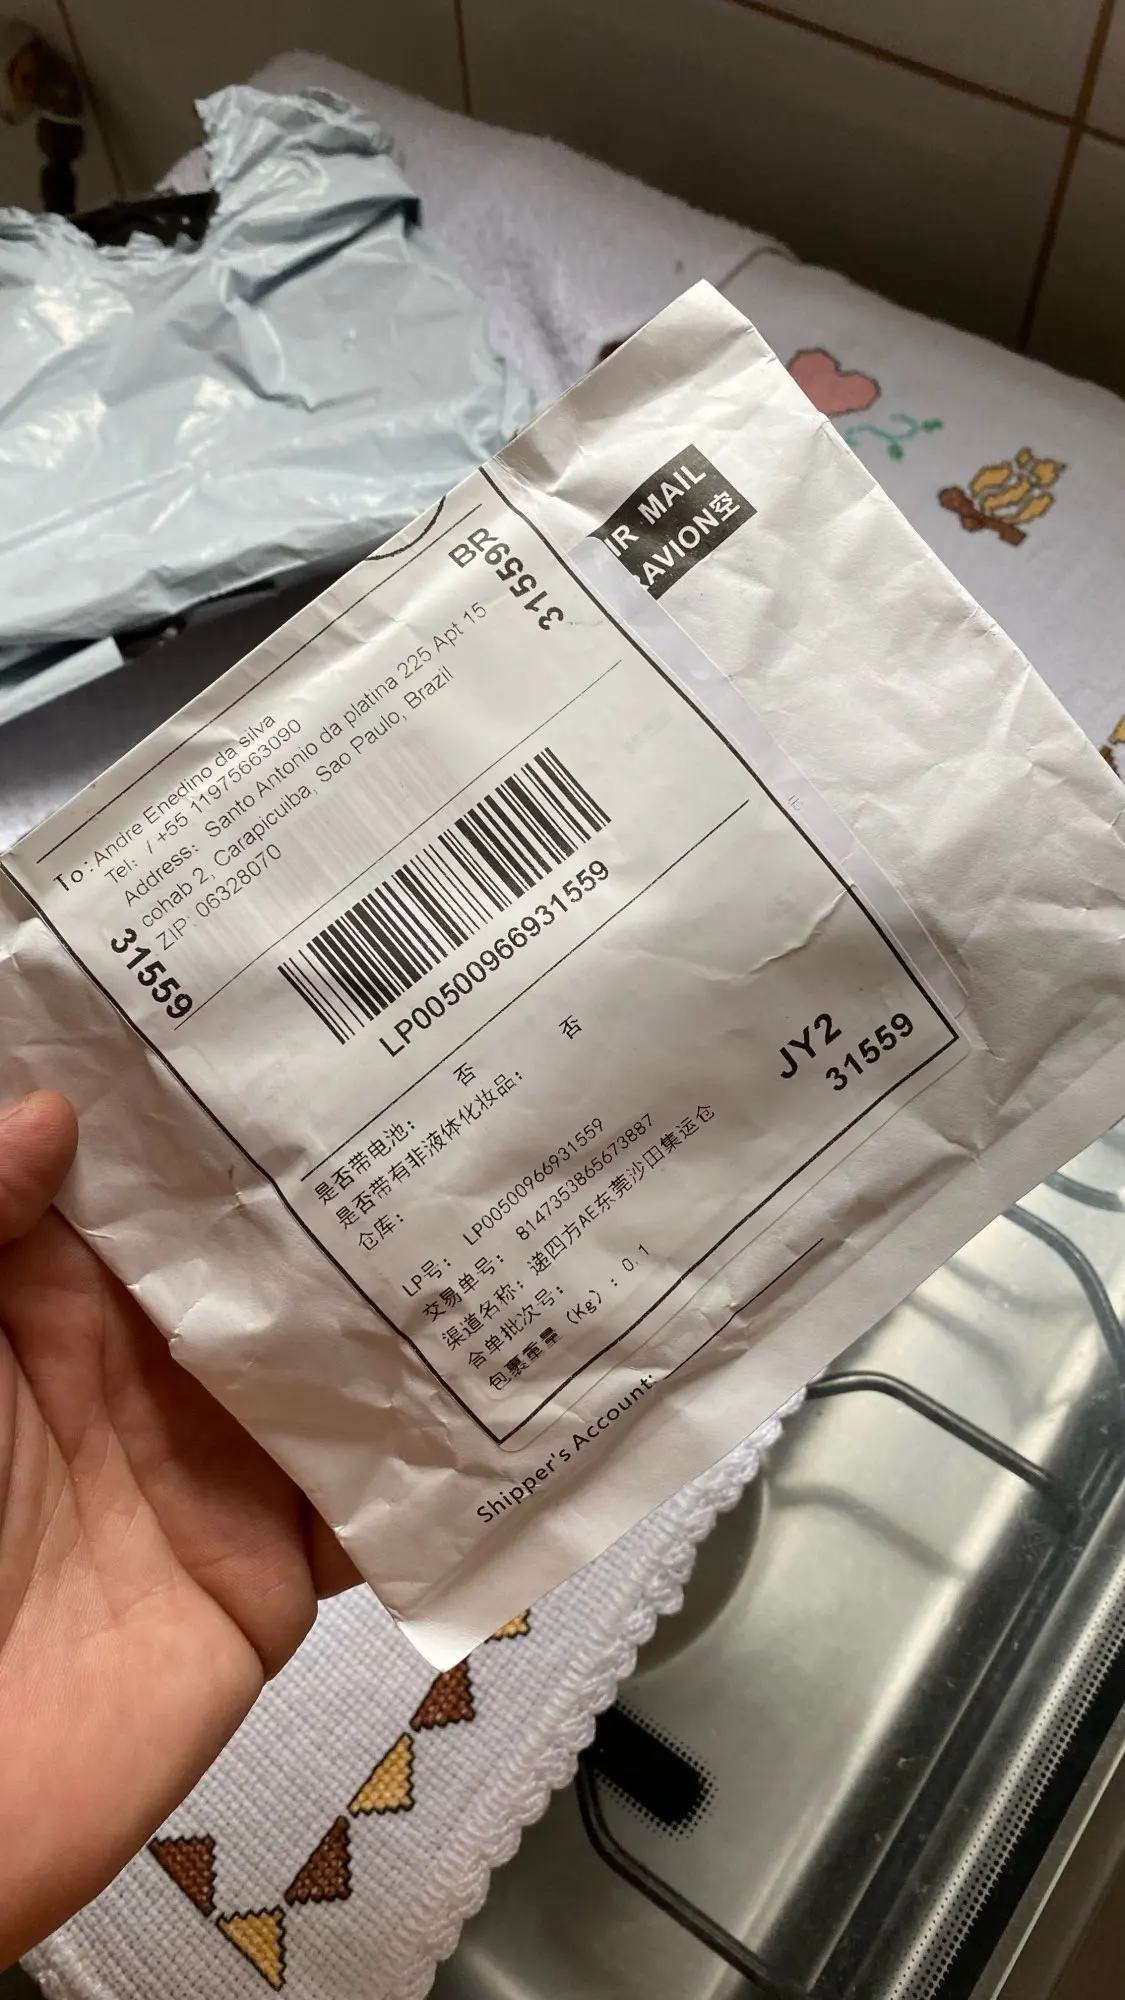 IR MAIL
RAVION空
BR
31559
To: Andre Enedino da silva
Tel: / +55 11975663090
Address: Santo Antonio da platina 225 Apt 15
cohab 2, Carapicuiba, Sao Paulo, Brazil
ZIP: 06328070
31559
LP00500966931559
是否带电池： 否
是否带有非液体化妆品： 否
仓库：
JY2
31559
LP号： LP00500966931559
交易单号： 8147353865673887
渠道名称： 递四方AE东莞沙田集运仓
合单批次号：
包裹重量（Kg）：0.1
Shipper's Account: